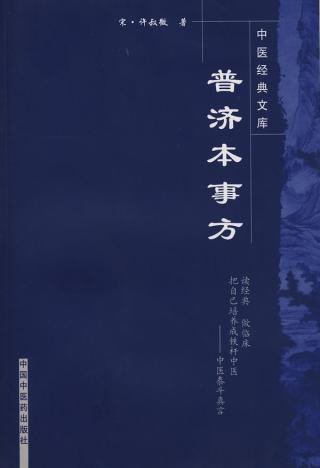 宋·许叔微 著
中医经典文库
普济本事方
读经典 做临床
把自己培养成铁杆中医
——中医泰斗真言
中国中医药出版社